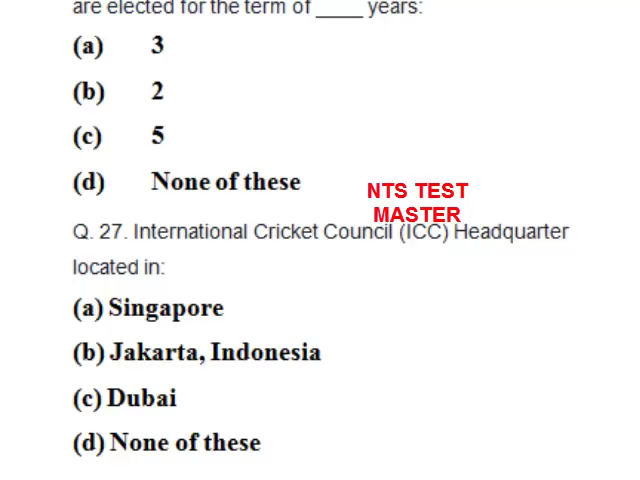 are elected for the term of ____ years:
(a) 3
(b) 2
(c) 5
(d) None of these
NTS TEST
MASTER
Q. 27. International Cricket Council (ICC) Headquarter
located in:
(a) Singapore
(b) Jakarta, Indonesia
(c) Dubai
(d) None of these